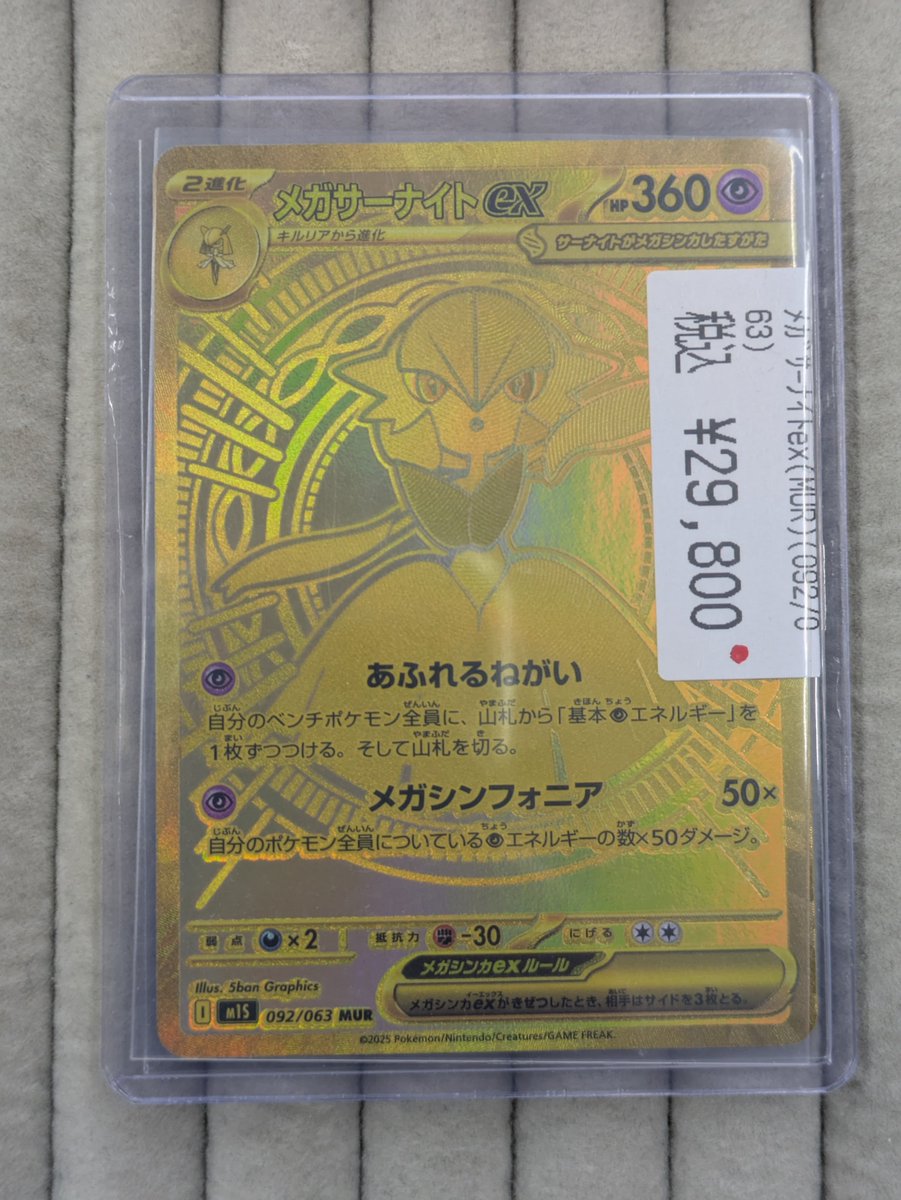 2進化
メガサーナイトex
HP360
キルリアから進化
サーナイトがメガシンカしたすがた
メガサーナイトex(MUR)(092/0
63)
税込 ¥29,800
あふれるねがい
自分のベンチポケモン全員に、山札から「基本エネルギー」を
1枚ずつつける。そして山札を切る。
メガシンフォニア 50×
自分のポケモン全員についているエネルギーの数×50ダメージ。
弱点 ×2 抵抗力 -30 にげる
メガシンカexルール
メガシンカexがきぜつしたとき、相手はサイドを3枚とる。
Illus. 5ban Graphics
I M1S 092/063 MUR
©2025 Pokémon/Nintendo/Creatures/GAME FREAK.